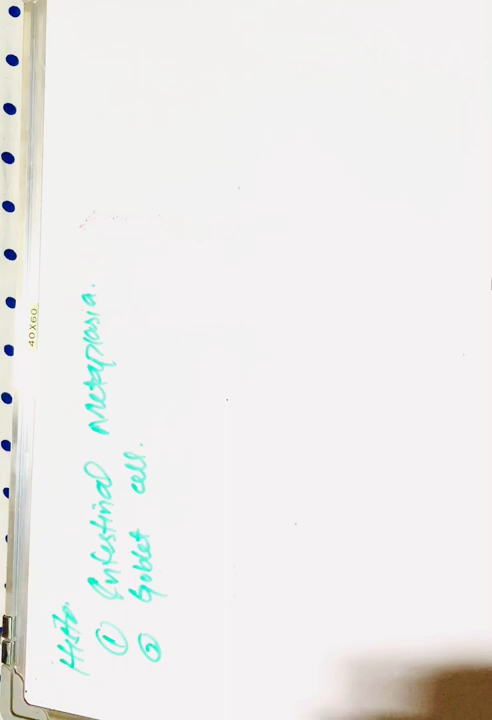 Histo.
① Intestinal Metaplasia.
② Goblet cell.
40X60